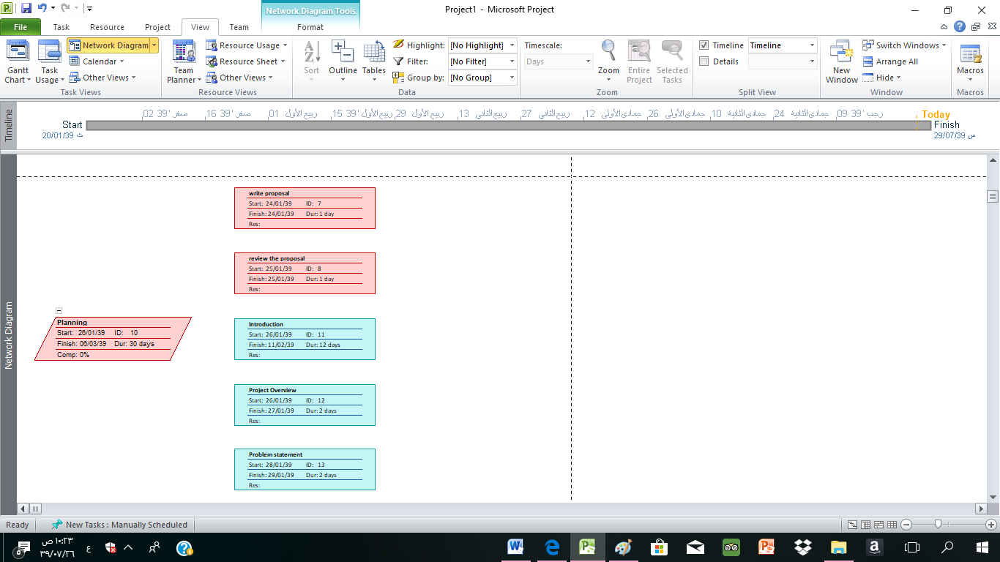 Network Diagram Tools
Project1 - Microsoft Project
File Task Resource Project View Team Format
Gantt Chart
Task Usage
Network Diagram
Calendar
Other Views
Task Views
Team Planner
Resource Usage
Resource Sheet
Other Views
Resource Views
Sort
Outline
Tables
Highlight: [No Highlight]
Filter: [No Filter]
Group by: [No Group]
Data
Timescale:
Days
Zoom
Entire Project
Selected Tasks
Zoom
Timeline Timeline
Details
Split View
New Window
Switch Windows
Arrange All
Hide
Window
Macros
Macros
Timeline
02 صفر ' 39
16 صفر ' 39
01 ربيع الأول
15 ربيع الأول ' 39
29 ربيع الأول
13 ربيع الثاني
27 ربيع الثاني
12 جمادى الأولى
26 جمادى الأولى
10 جمادى الثانية
24 جمادى الثانية
09 رجب ' 39
Today
Start
20/01/39 ث
Finish
29/07/39 س
Network Diagram
write proposal
Start: 24/01/39 ID: 7
Finish: 24/01/39 Dur: 1 day
Res:
review the proposal
Start: 25/01/39 ID: 8
Finish: 25/01/39 Dur: 1 day
Res:
Planning
Start: 26/01/39 ID: 10
Finish: 06/03/39 Dur: 30 days
Comp: 0%
Introduction
Start: 26/01/39 ID: 11
Finish: 11/02/39 Dur: 12 days
Res:
Project Overview
Start: 26/01/39 ID: 12
Finish: 27/01/39 Dur: 2 days
Res:
Problem statement
Start: 28/01/39 ID: 13
Finish: 29/01/39 Dur: 2 days
Res:
Ready
New Tasks : Manually Scheduled
١٠:٢٣ ص
٣٩/٠٧/٢٦
ع